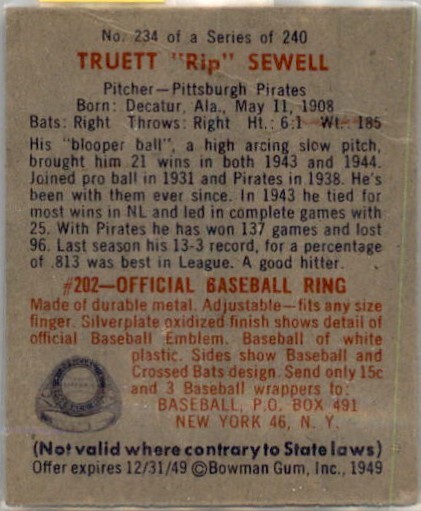 No. 234 of a Series of 240
TRUETT "Rip" SEWELL
Pitcher—Pittsburgh Pirates
Born: Decatur, Ala., May 11, 1908
Bats: Right Throws: Right Ht.: 6:1 Wt.: 185
His "blooper ball", a high arcing slow pitch,
brought him 21 wins in both 1943 and 1944.
Joined pro ball in 1931 and Pirates in 1938. He's
been with them ever since. In 1943 he tied for
most wins in NL and led in complete games with
25. With Pirates he has won 137 games and lost
96. Last season his 13-3 record, for a percentage
of .813 was best in League. A good hitter.
#202—OFFICIAL BASEBALL RING
Made of durable metal. Adjustable—fits any size
finger. Silverplate oxidized finish shows detail of
official Baseball Emblem. Baseball of white
plastic. Sides show Baseball and
Crossed Bats design. Send only 15c
and 3 Baseball wrappers to:
BASEBALL, P.O. BOX 491
NEW YORK 46, N. Y.
(Not valid where contrary to State laws)
Offer expires 12/31/49 ©Bowman Gum, Inc., 1949